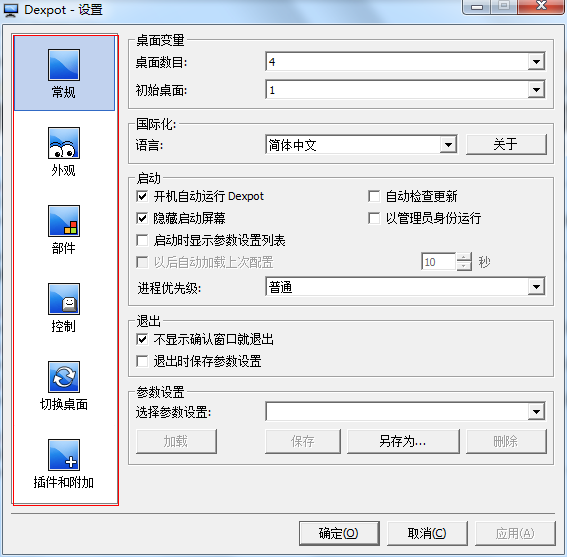 Dexpot - 设置
常规
外观
部件
控制
切换桌面
插件和附加
桌面变量
桌面数目: 4
初始桌面: 1
国际化:
语言: 简体中文 关于
启动
开机自动运行 Dexpot 自动检查更新
隐藏启动屏幕 以管理员身份运行
启动时显示参数设置列表
以后自动加载上次配置 10 秒
进程优先级: 普通
退出
不显示确认窗口就退出
退出时保存参数设置
参数设置
选择参数设置:
加载 保存 另存为... 删除
确定(O) 取消(C) 应用(A)